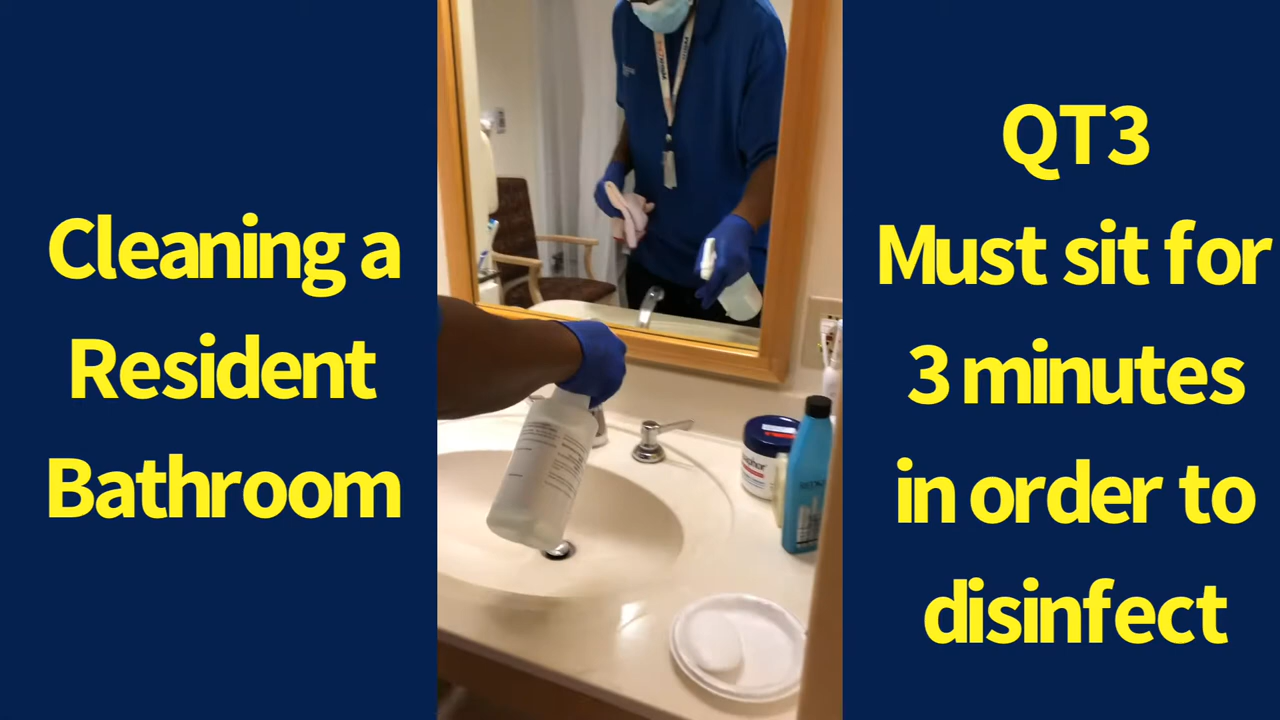 Cleaning a
Resident
Bathroom
QT3
Must sit for
3 minutes
in order to
disinfect